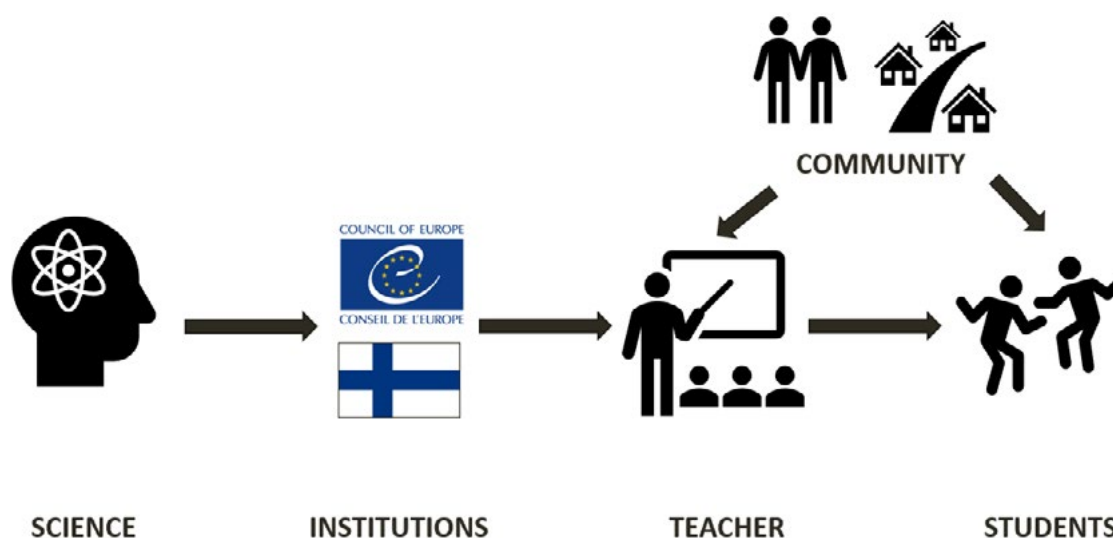 COMMUNITY
COUNCIL OF EUROPE
CONSEIL DE L'EUROPE
SCIENCE
INSTITUTIONS
TEACHER
STUDENTS